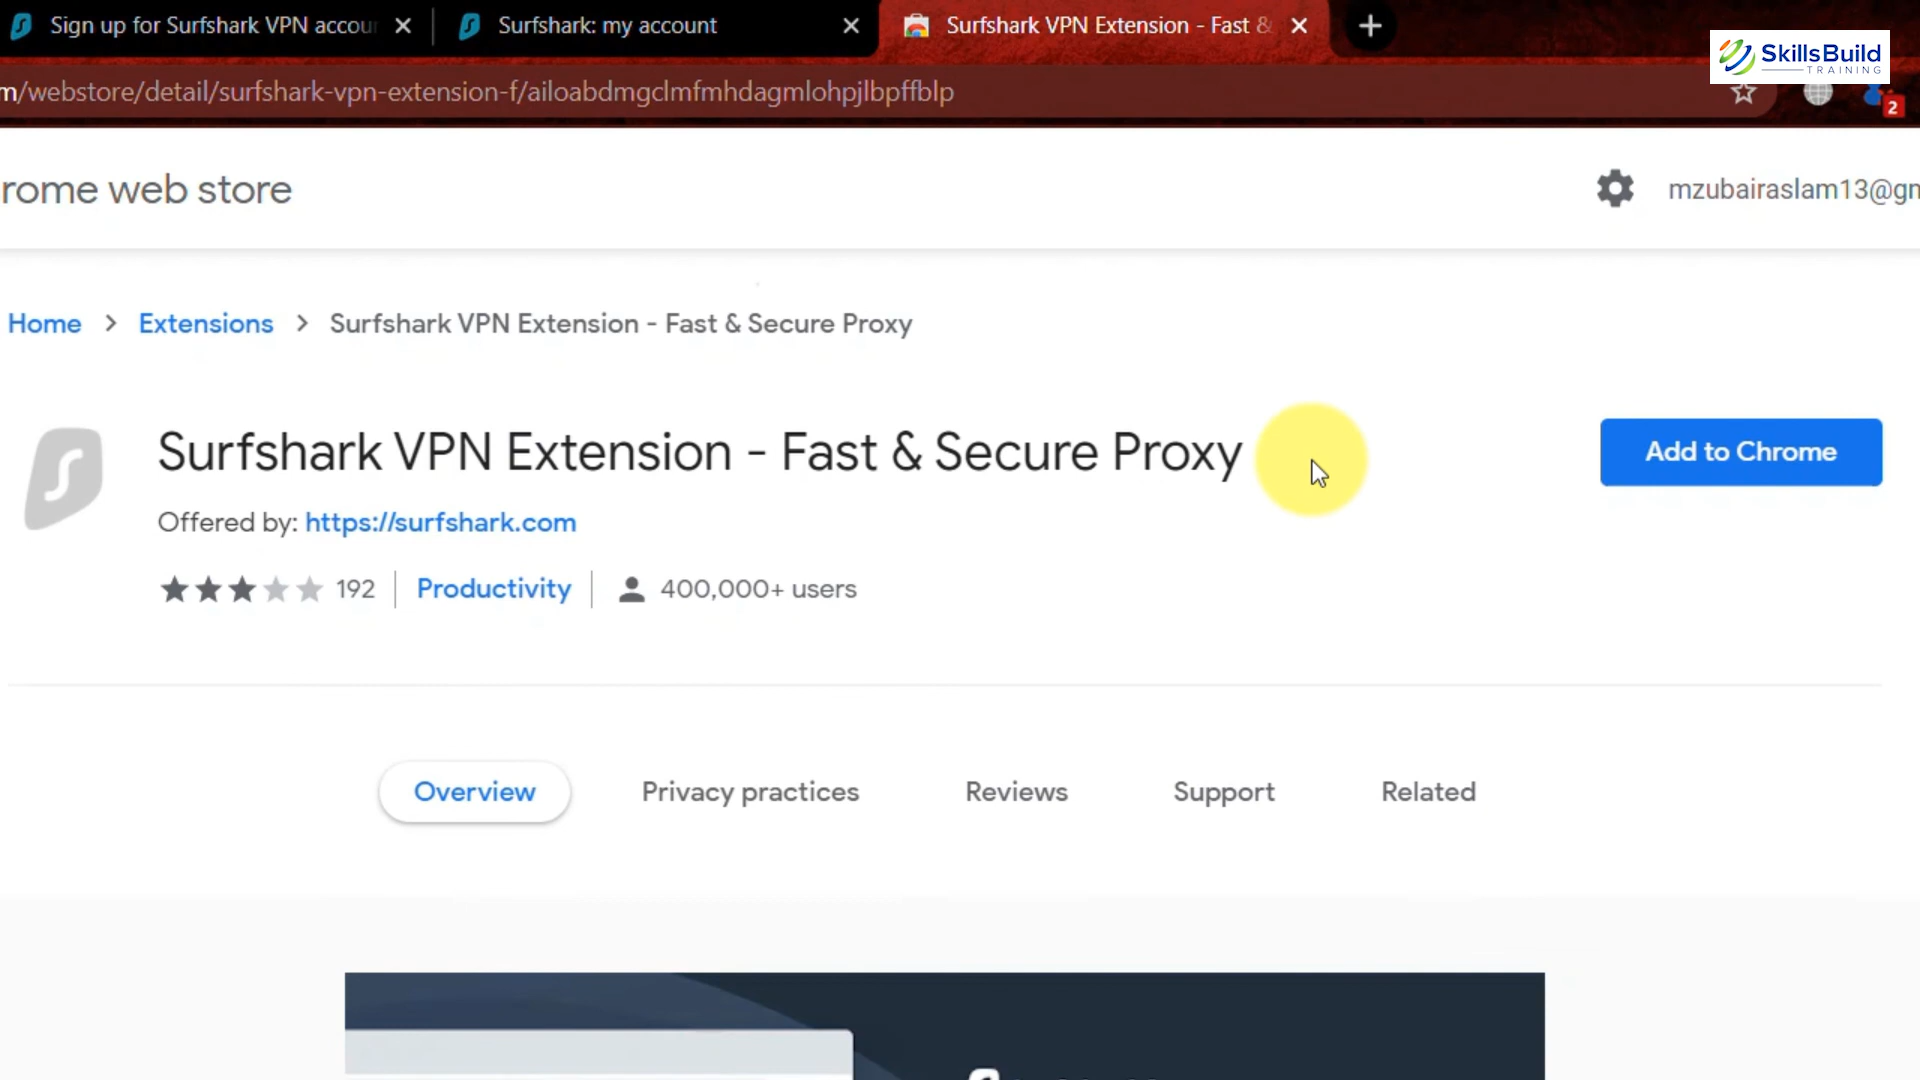 Sign up for Surfshark VPN accou
Surfshark: my account
Surfshark VPN Extension - Fast &
SkillsBuild
TRAINING
m/webstore/detail/surfshark-vpn-extension-f/ailoabdmgclmfmhdagmlohpjlbpffblp
2
rome web store
mzubairaslam13@gm
Home > Extensions > Surfshark VPN Extension - Fast & Secure Proxy
Surfshark VPN Extension - Fast & Secure Proxy
Add to Chrome
Offered by: https://surfshark.com
192 | Productivity | 400,000+ users
Overview
Privacy practices
Reviews
Support
Related